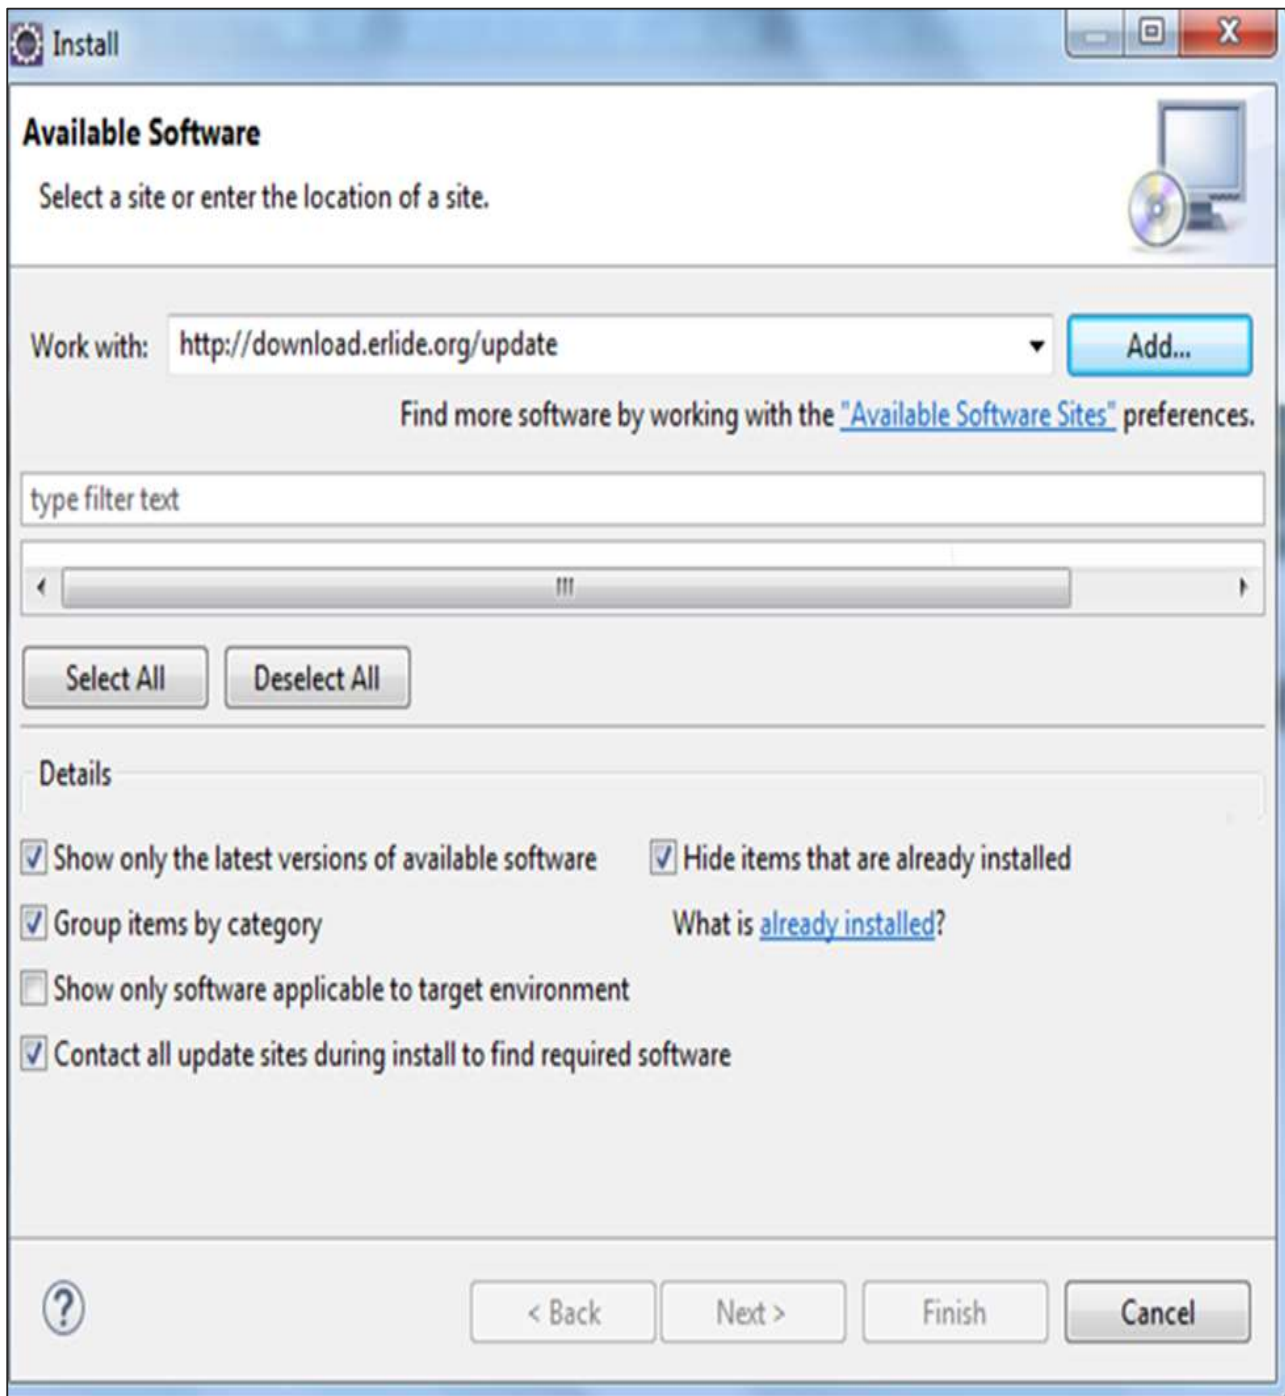 Install
Available Software
Select a site or enter the location of a site.
Work with: http://download.erlide.org/update Add...
Find more software by working with the "Available Software Sites" preferences.
type filter text
Select All Deselect All
Details
Show only the latest versions of available software Hide items that are already installed
Group items by category What is already installed?
Show only software applicable to target environment
Contact all update sites during install to find required software
? < Back Next > Finish Cancel